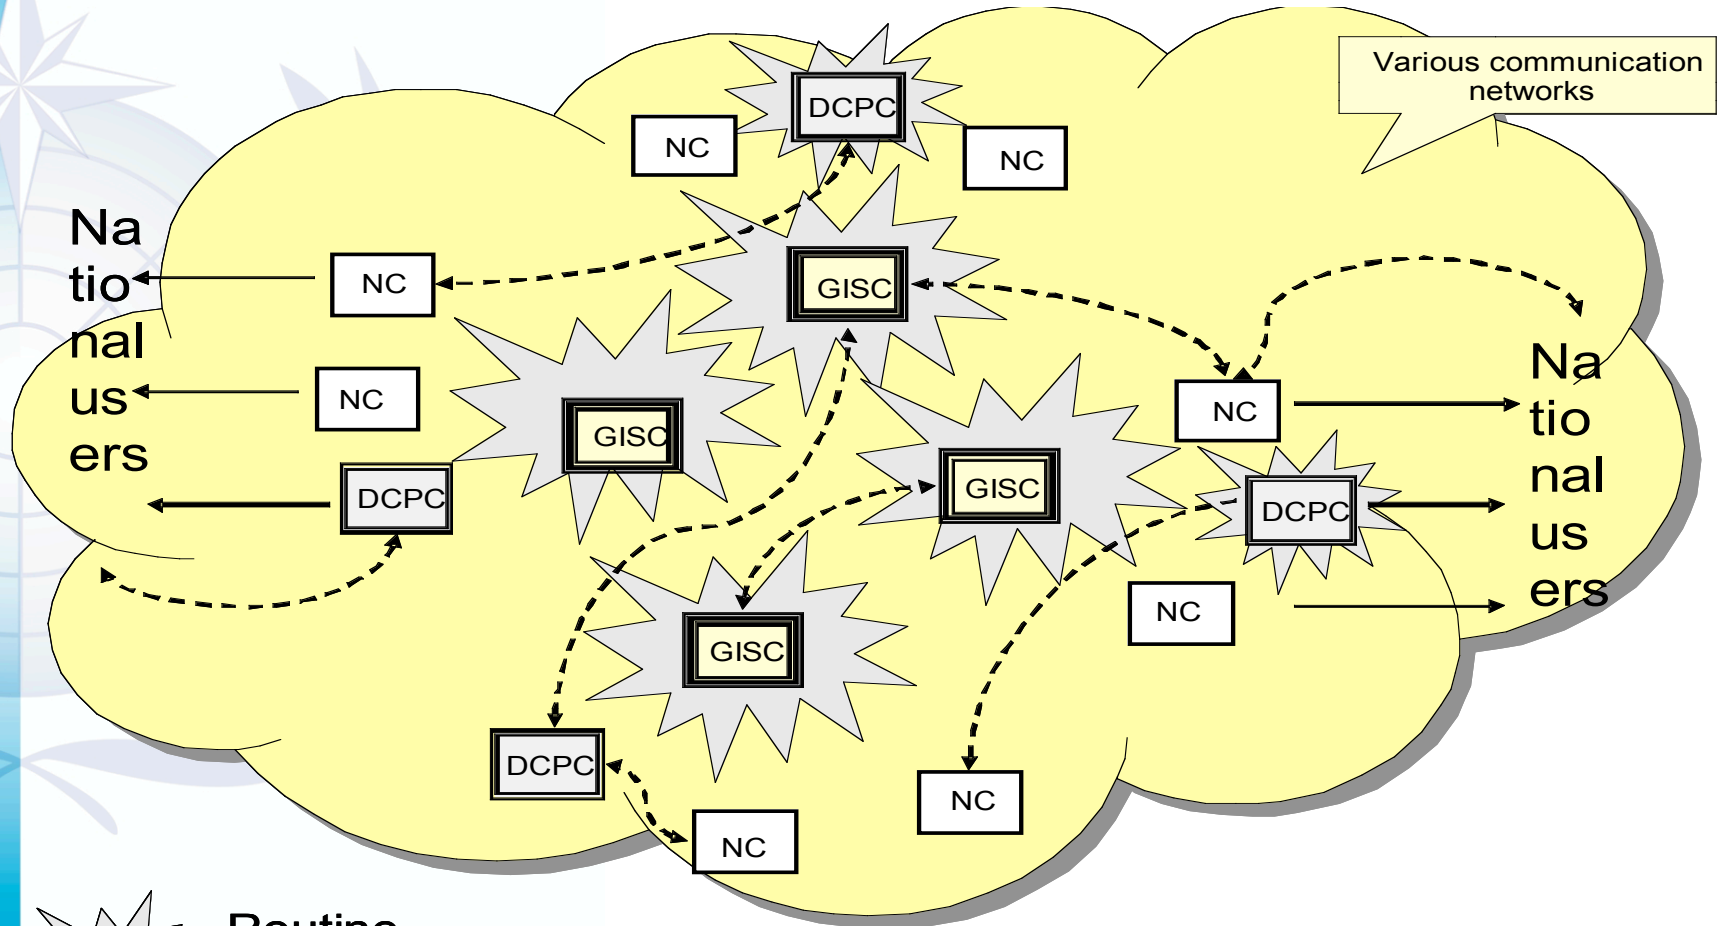 Various communication
networks
DCPC
NC
NC
Na
tio
nal
us
ers
NC
GISC
NC
GISC
NC
Na
tio
nal
us
ers
DCPC
GISC
DCPC
NC
GISC
DCPC
NC
NC
Routine